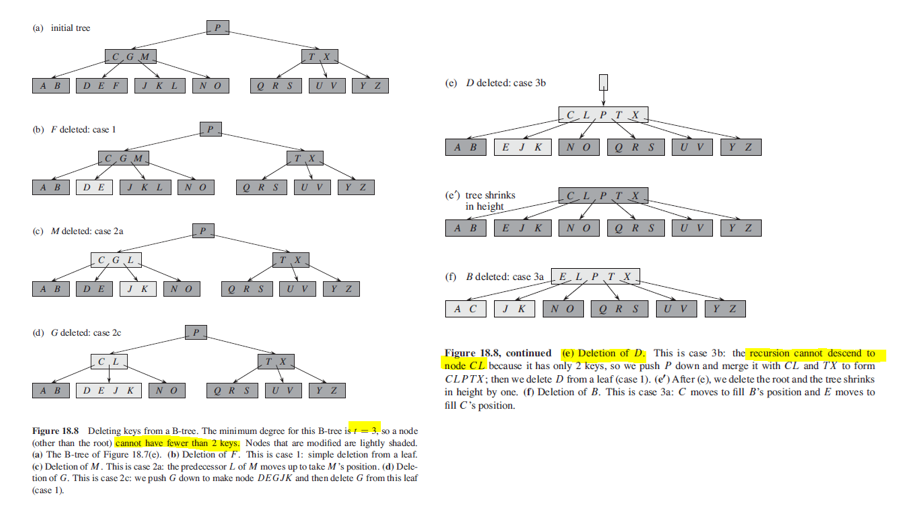 (a) initial tree
P
C G M
T X
A B
D E F
J K L
N O
Q R S
U V
Y Z
(b) F deleted: case 1
P
C G M
T X
A B
D E
J K L
N O
Q R S
U V
Y Z
(c) M deleted: case 2a
P
C G L
T X
A B
D E
J K
N O
Q R S
U V
Y Z
(d) G deleted: case 2c
P
C L
T X
A B
D E J K
N O
Q R S
U V
Y Z
Figure 18.8 Deleting keys from a B-tree. The minimum degree for this B-tree is t = 3, so a node
(other than the root) cannot have fewer than 2 keys. Nodes that are modified are lightly shaded.
(a) The B-tree of Figure 18.7(e). (b) Deletion of F. This is case 1: simple deletion from a leaf.
(c) Deletion of M. This is case 2a: the predecessor L of M moves up to take M's position. (d) Dele-
tion of G. This is case 2c: we push G down to make node DEGJK and then delete G from this leaf
(case 1).
(e) D deleted: case 3b
C L P T X
A B
E J K
N O
Q R S
U V
Y Z
(e′) tree shrinks
in height
C L P T X
A B
E J K
N O
Q R S
U V
Y Z
(f) B deleted: case 3a
E L P T X
A C
J K
N O
Q R S
U V
Y Z
Figure 18.8, continued (e) Deletion of D. This is case 3b: the recursion cannot descend to
node CL because it has only 2 keys, so we push P down and merge it with CL and TX to form
CLPTX; then we delete D from a leaf (case 1). (e′) After (e), we delete the root and the tree shrinks
in height by one. (f) Deletion of B. This is case 3a: C moves to fill B's position and E moves to
fill C's position.